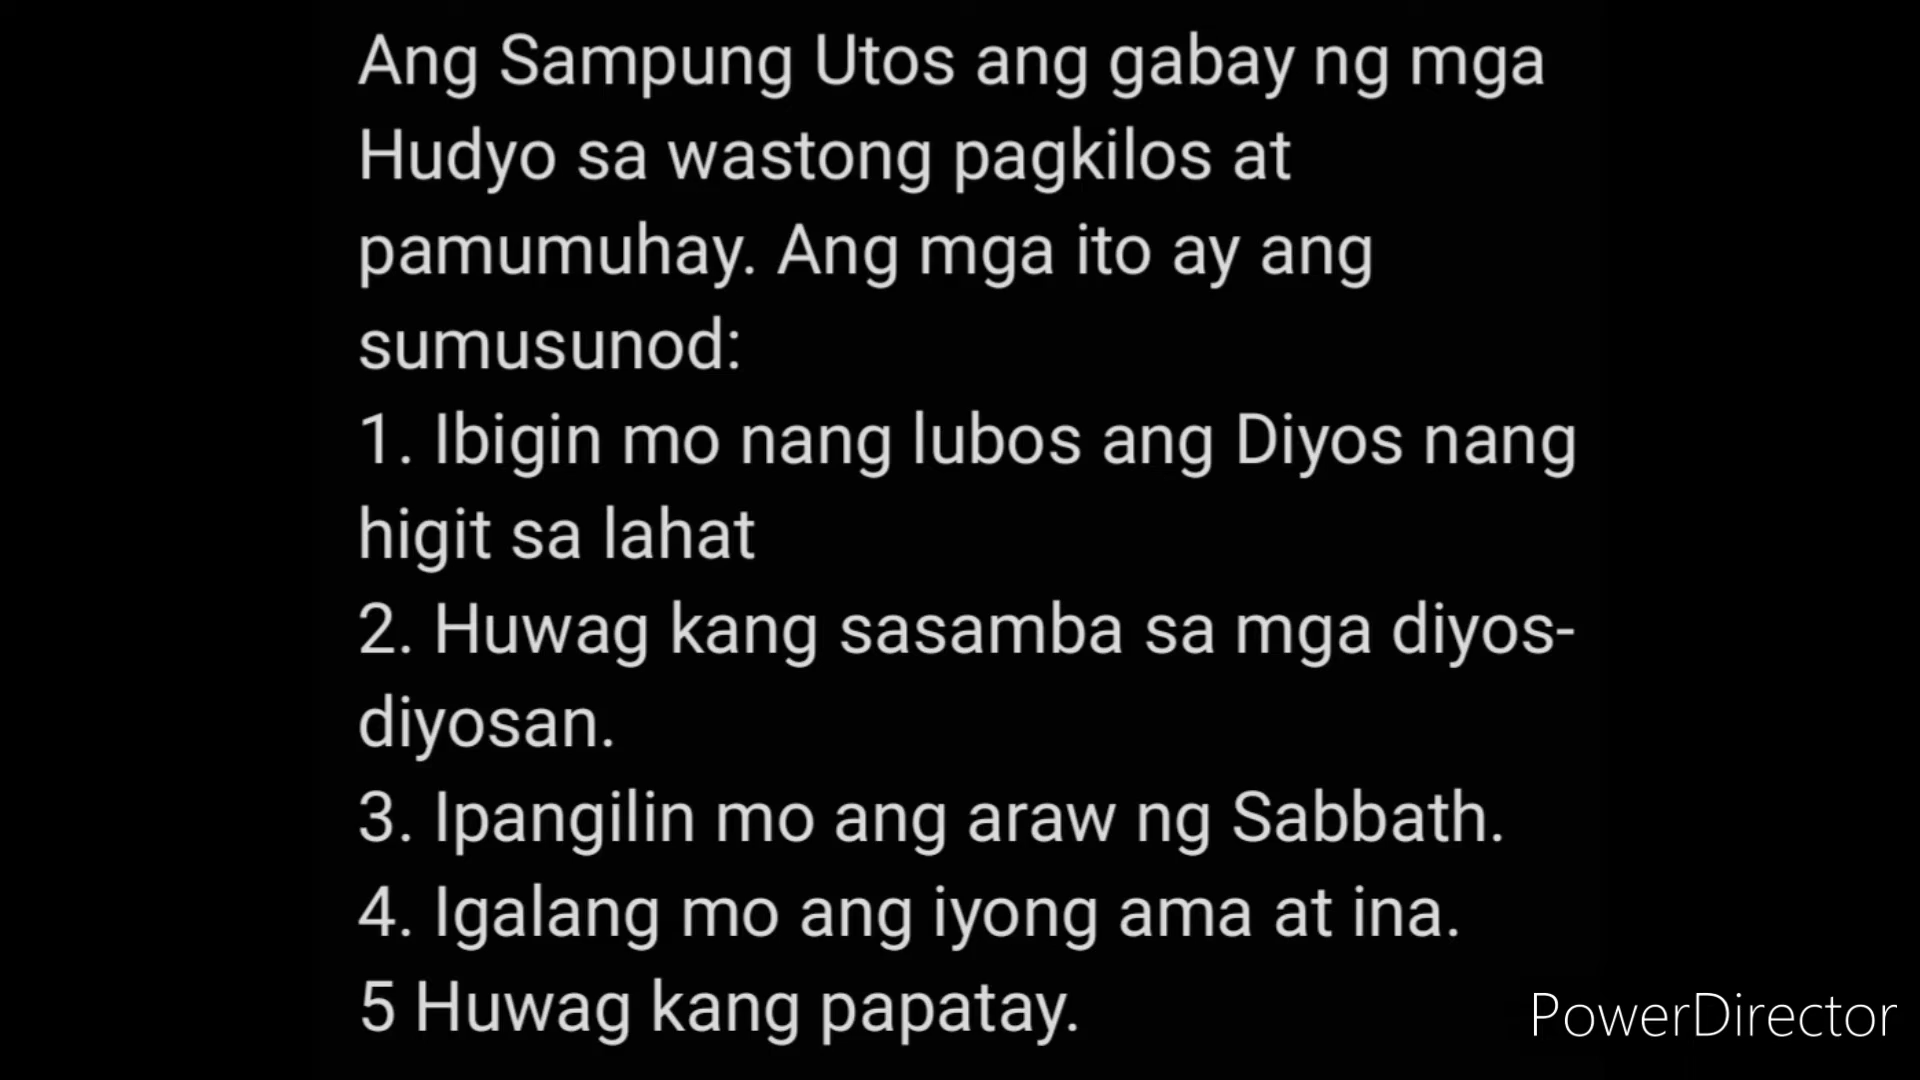 Ang Sampung Utos ang gabay ng mga
Hudyo sa wastong pagkilos at
pamumuhay. Ang mga ito ay ang
sumusunod:
1. Ibigin mo nang lubos ang Diyos nang
higit sa lahat
2. Huwag kang sasamba sa mga diyos-
diyosan.
3. Ipangilin mo ang araw ng Sabbath.
4. Igalang mo ang iyong ama at ina.
5 Huwag kang papatay.
PowerDirector